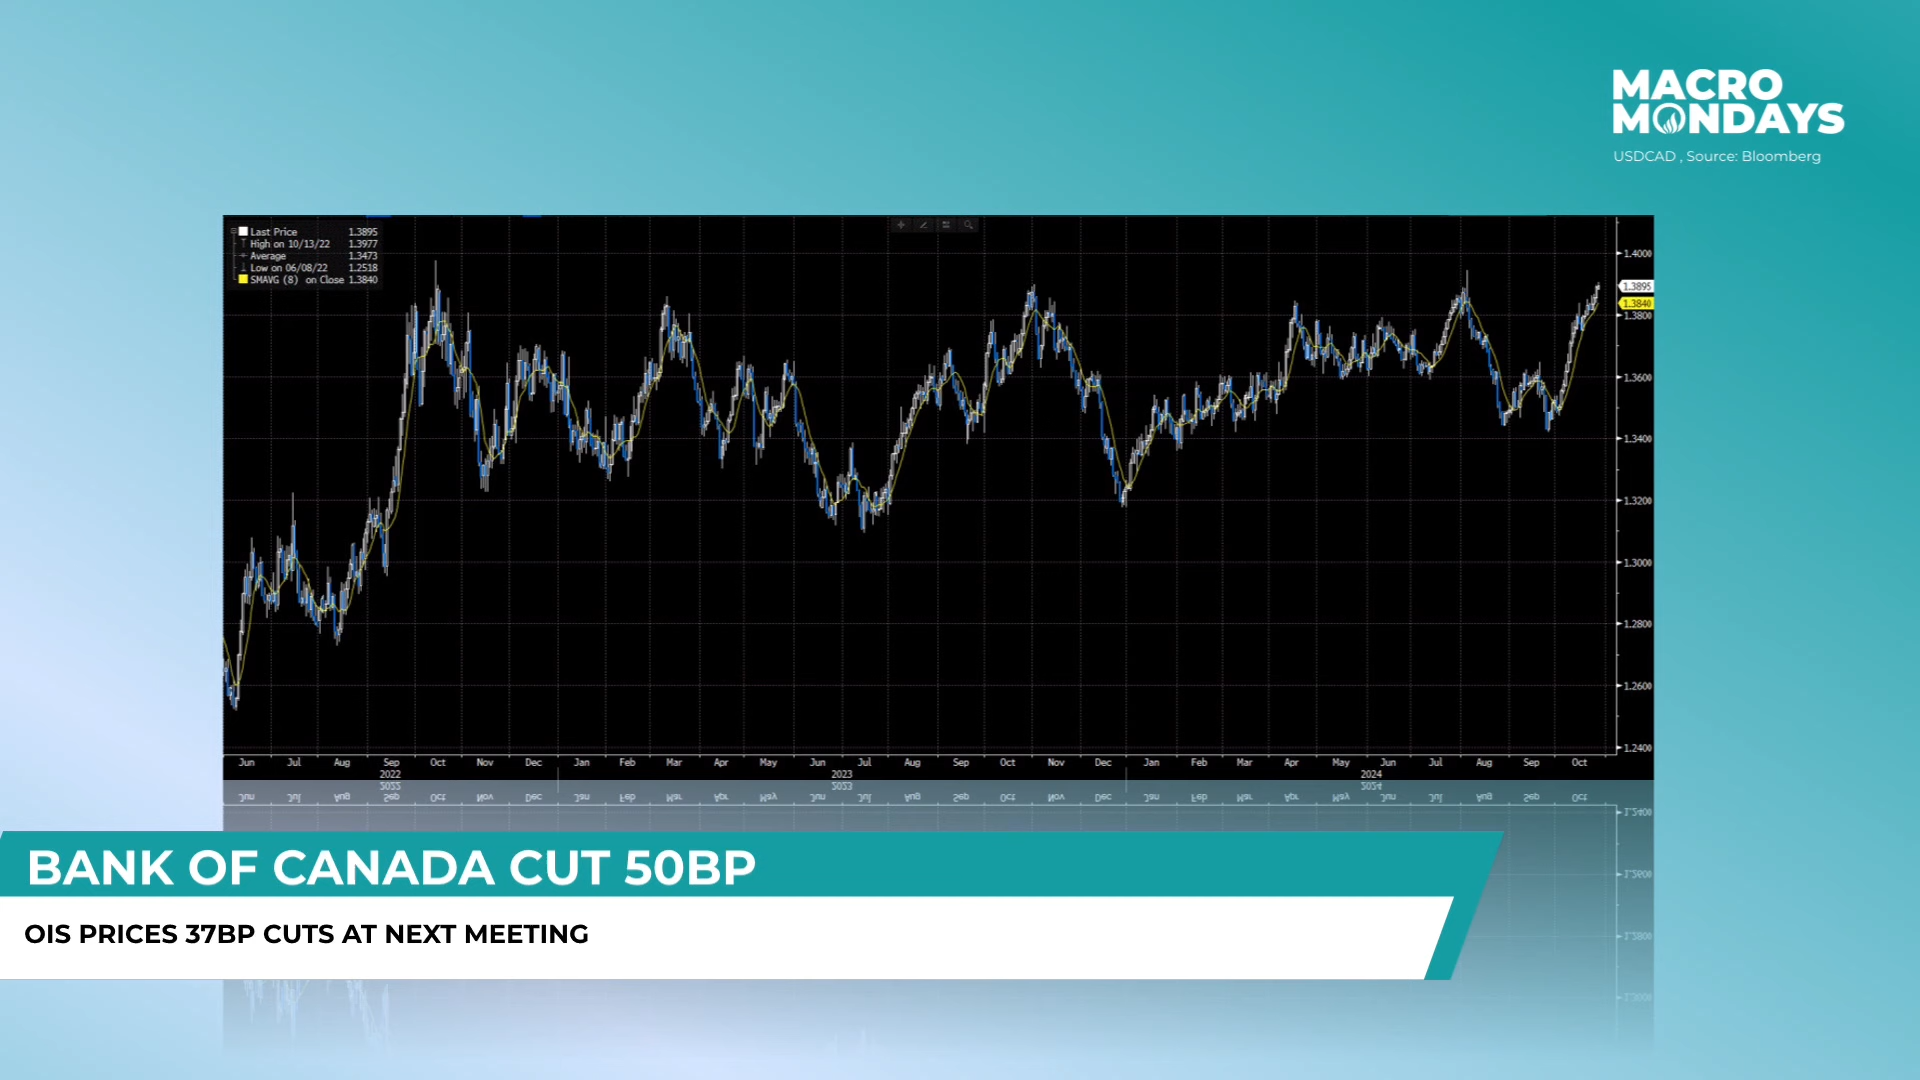 MACRO
MONDAYS
USDCAD , Source: Bloomberg
Last Price 1.3895
High on 10/13/22 1.3977
Average 1.3473
Low on 06/08/22 1.2518
SMAVG (8) on Close 1.3840
1.4000
1.3895
1.3840
1.3800
1.3600
1.3400
1.3200
1.3000
1.2800
1.2600
1.2400
Jun Jul Aug Sep Oct Nov Dec Jan Feb Mar Apr May Jun Jul Aug Sep Oct Nov Dec Jan Feb Mar Apr May Jun Jul Aug Sep Oct
2022 2023 2024
BANK OF CANADA CUT 50BP
OIS PRICES 37BP CUTS AT NEXT MEETING